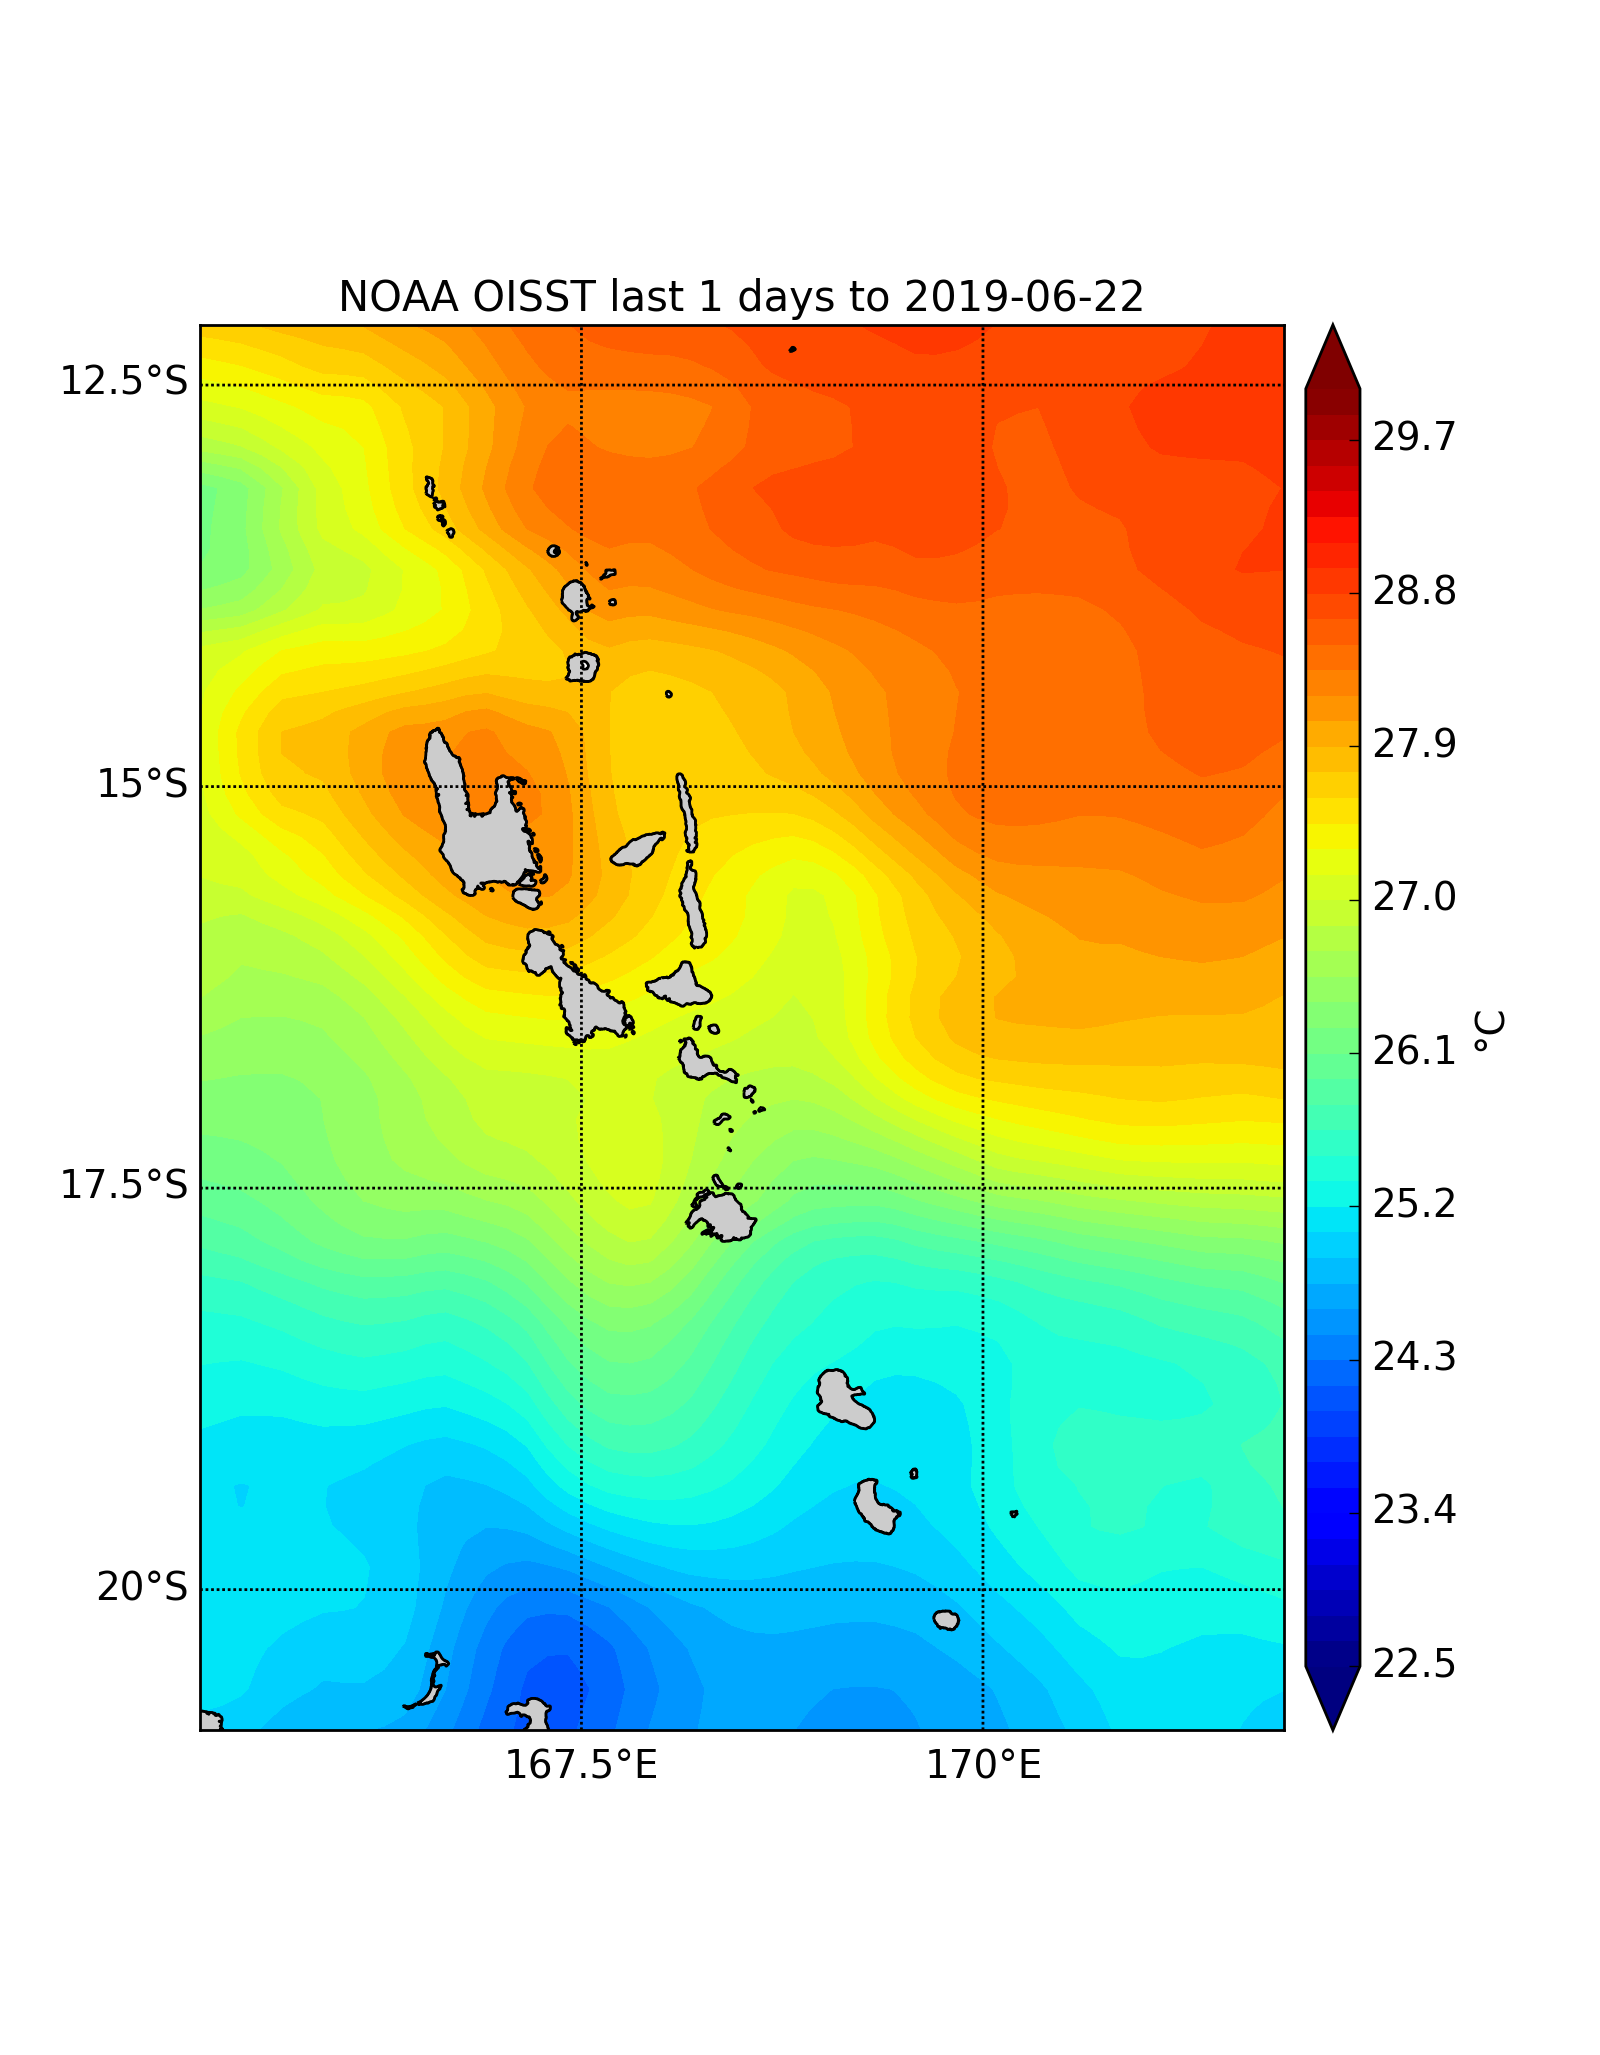 NOAA OISST last 1 days to 2019-06-22
12.5°S
15°S
17.5°S
20°S
167.5°E
170°E
29.7
28.8
27.9
27.0
26.1
25.2
24.3
23.4
22.5
°C